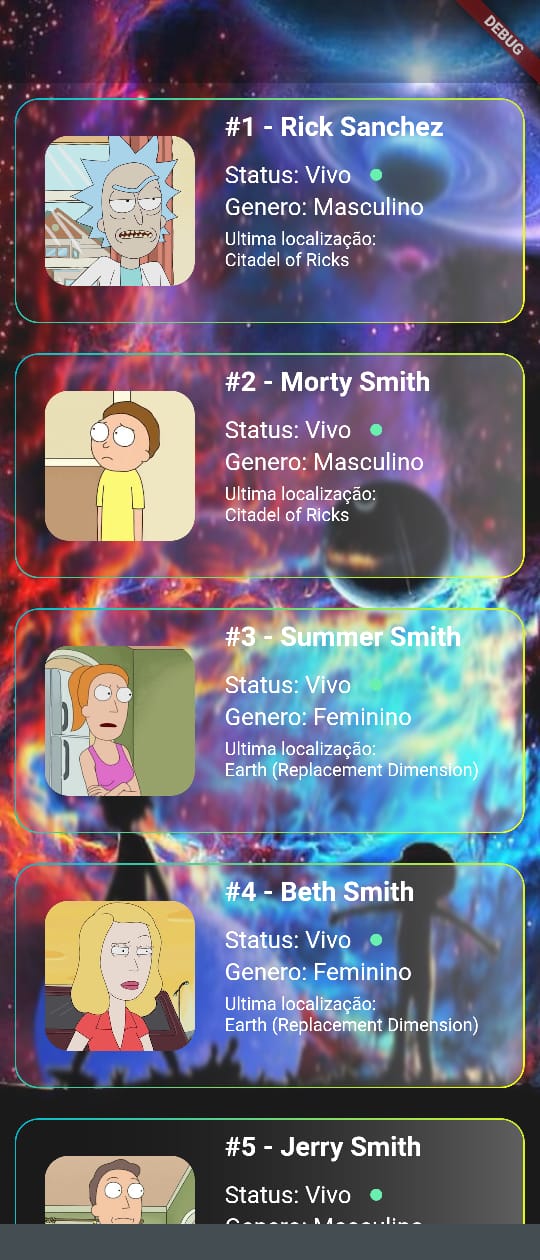 DEBUG
#1 - Rick Sanchez
Status: Vivo
Genero: Masculino
Ultima localização:
Citadel of Ricks
#2 - Morty Smith
Status: Vivo
Genero: Masculino
Ultima localização:
Citadel of Ricks
#3 - Summer Smith
Status: Vivo
Genero: Feminino
Ultima localização:
Earth (Replacement Dimension)
#4 - Beth Smith
Status: Vivo
Genero: Feminino
Ultima localização:
Earth (Replacement Dimension)
#5 - Jerry Smith
Status: Vivo
Genero: Masculino